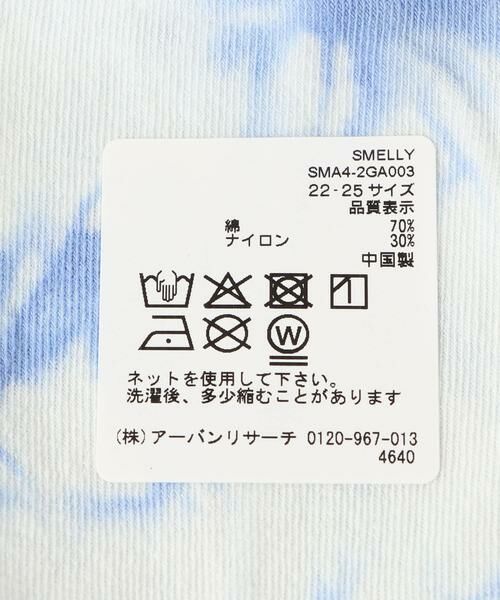 SMELLY
SMA4-2GA003
22-25 サイズ
品質表示
綿 70%
ナイロン 30%
中国製
W
ネットを使用して下さい。
洗濯後、多少縮むことがあります
(株)アーバンリサーチ 0120-967-013
4640